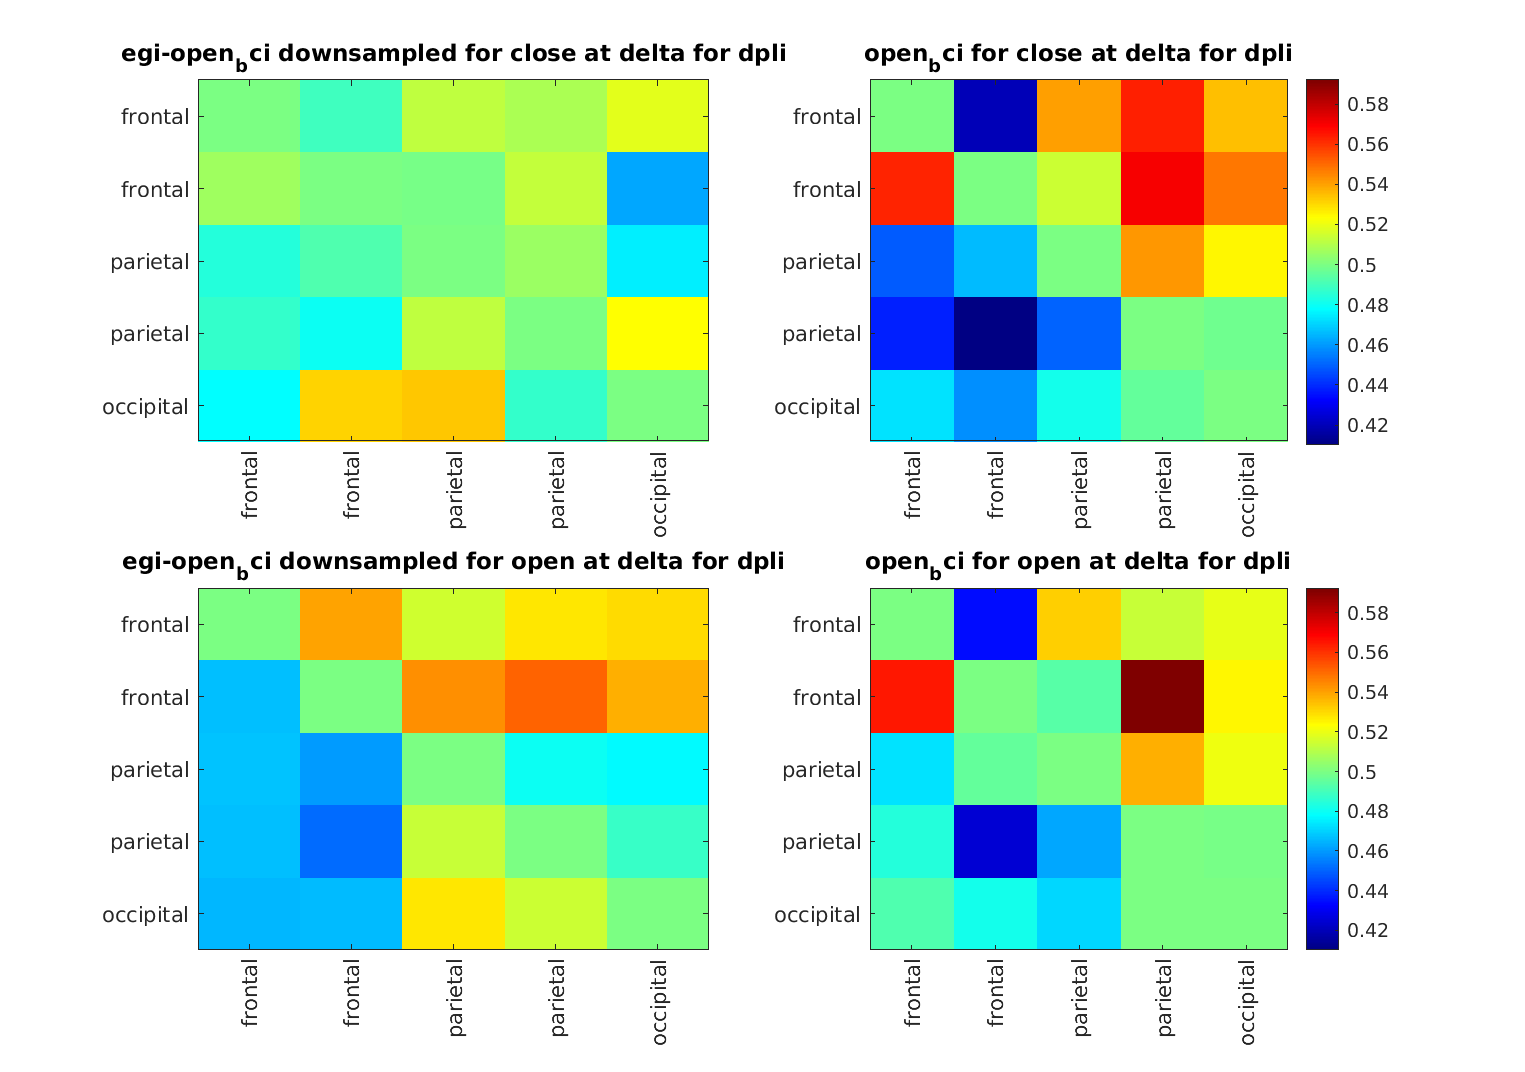 egi-open_bci downsampled for close at delta for dpli
frontal
frontal
parietal
parietal
occipital
frontal
frontal
parietal
parietal
occipital
open_bci for close at delta for dpli
frontal
frontal
parietal
parietal
occipital
frontal
frontal
parietal
parietal
occipital
0.58
0.56
0.54
0.52
0.5
0.48
0.46
0.44
0.42
egi-open_bci downsampled for open at delta for dpli
frontal
frontal
parietal
parietal
occipital
frontal
frontal
parietal
parietal
occipital
open_bci for open at delta for dpli
frontal
frontal
parietal
parietal
occipital
frontal
frontal
parietal
parietal
occipital
0.58
0.56
0.54
0.52
0.5
0.48
0.46
0.44
0.42